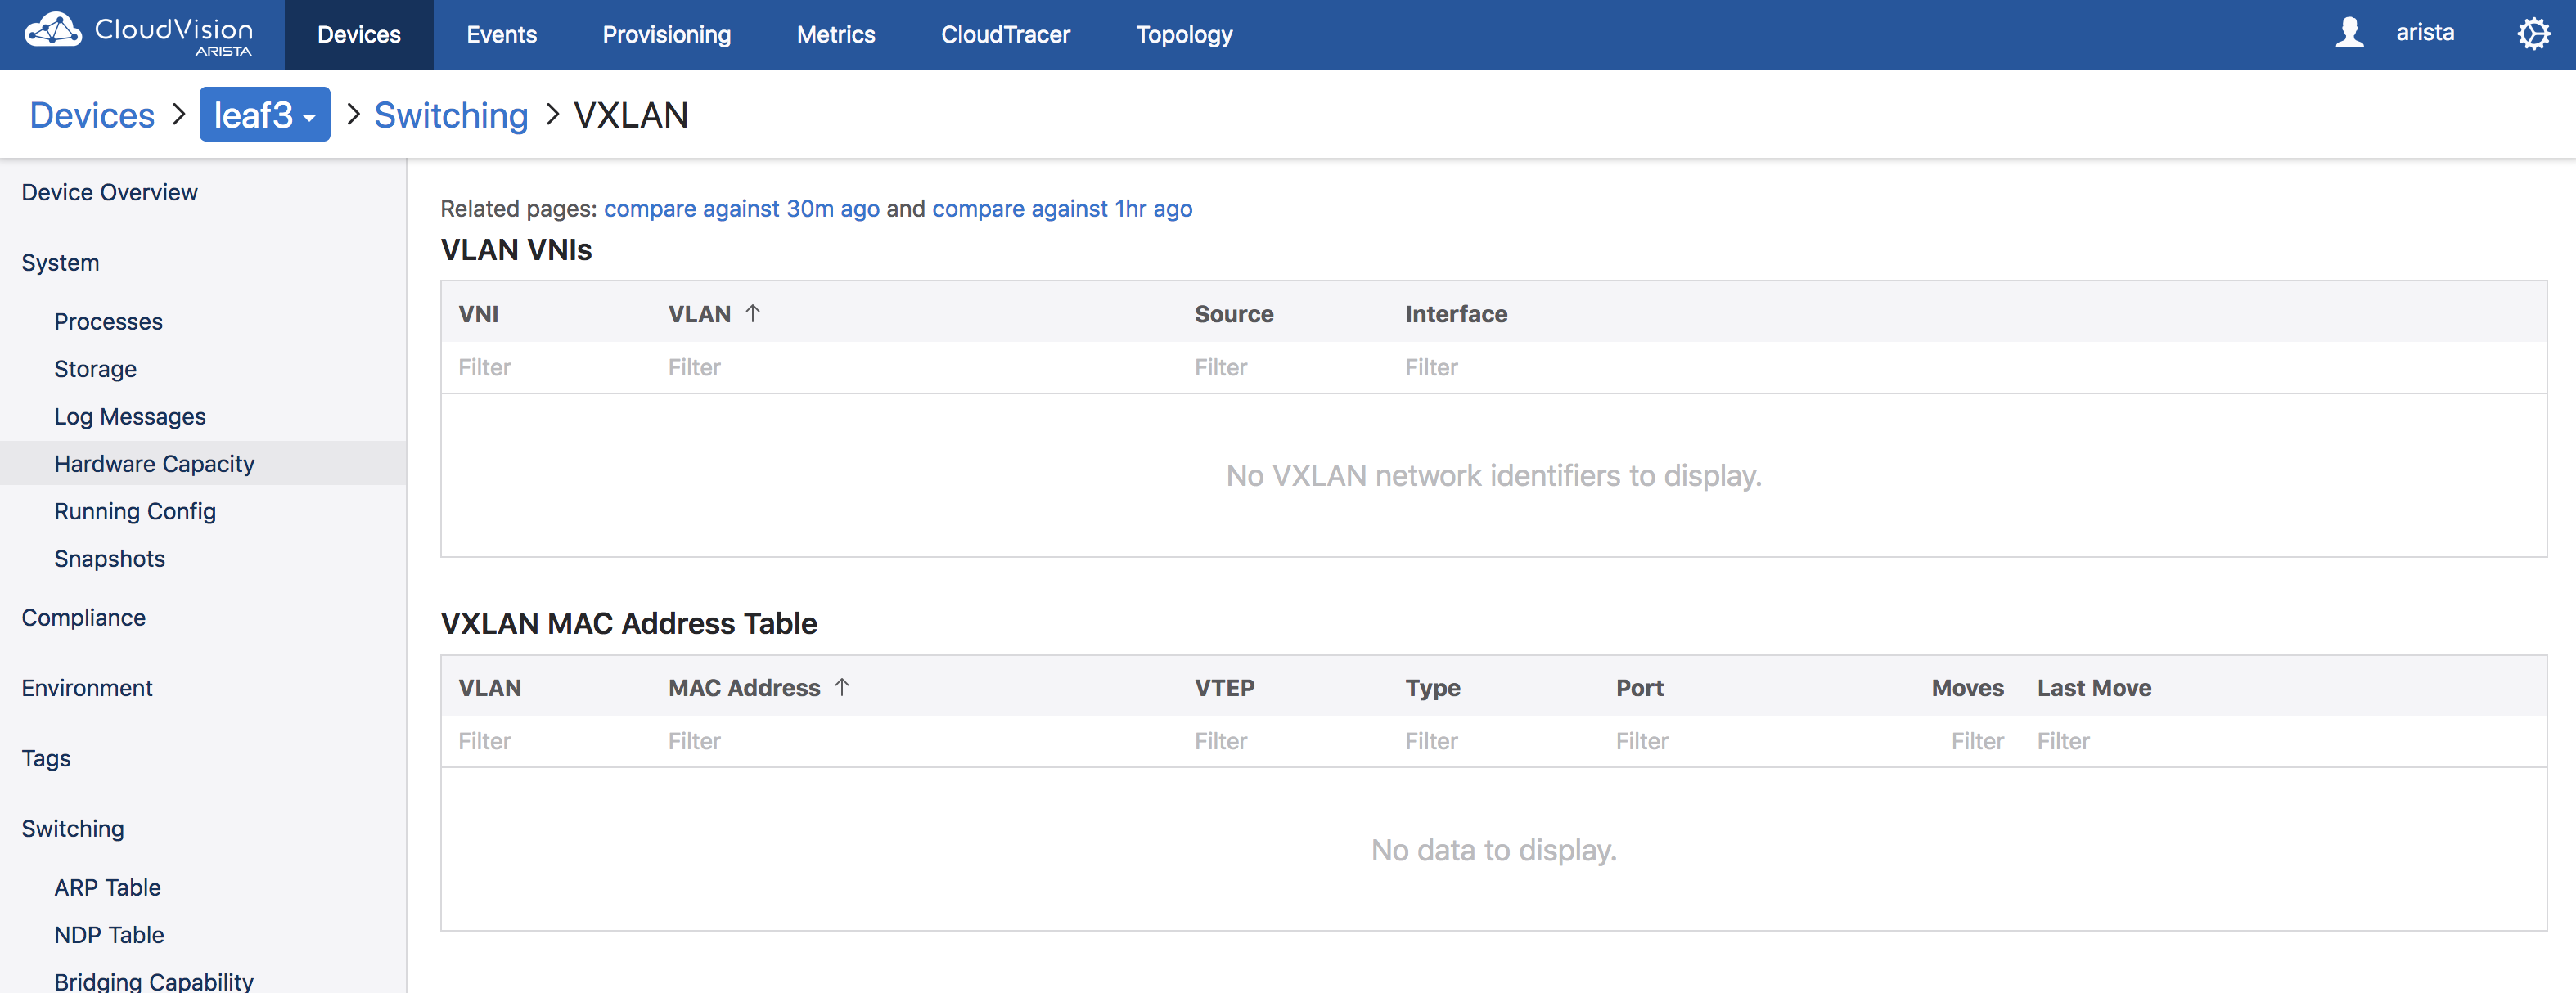 CloudVision
ARISTA
Devices Events Provisioning Metrics CloudTracer Topology arista
Devices > leaf3 > Switching > VXLAN
Device Overview
System
Processes
Storage
Log Messages
Hardware Capacity
Running Config
Snapshots
Compliance
Environment
Tags
Switching
ARP Table
NDP Table
Bridging Capability
Related pages: compare against 30m ago and compare against 1hr ago
VLAN VNIs
VNI VLAN ↑ Source Interface
Filter Filter Filter Filter
No VXLAN network identifiers to display.
VXLAN MAC Address Table
VLAN MAC Address ↑ VTEP Type Port Moves Last Move
Filter Filter Filter Filter Filter Filter Filter
No data to display.